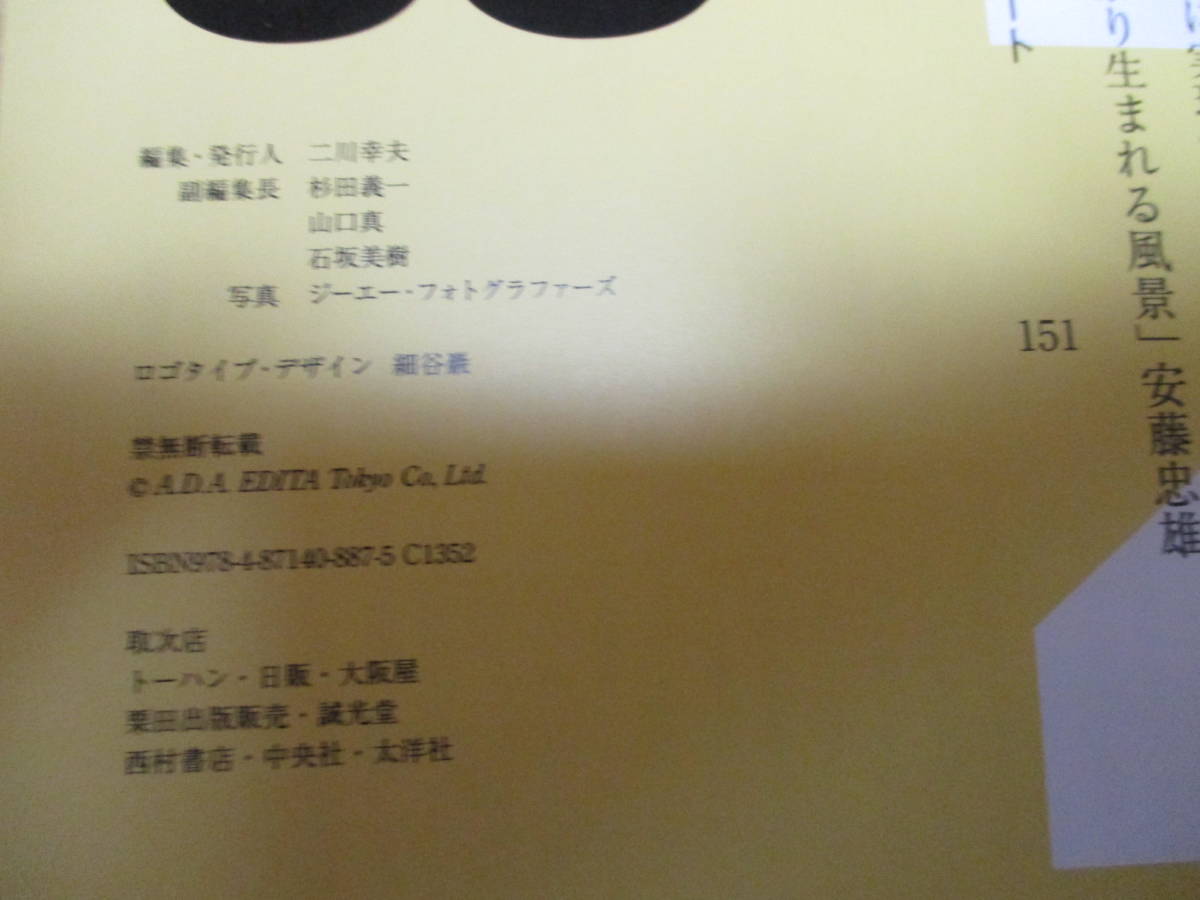 編集・発行人 二川幸夫
副編集長 杉田義一
山口真
石坂美樹
写真 ジーエー・フォトグラファーズ
ロゴタイプ・デザイン 細谷巖
禁無断転載
© A.D.A. EDITA Tokyo Co., Ltd.
ISBN978-4-87140-887-5 C1352
取次店
トーハン・日販・大阪屋
栗田出版販売・誠光堂
西村書店・中央社・太洋社
り生まれる風景」安藤忠雄
ート
151